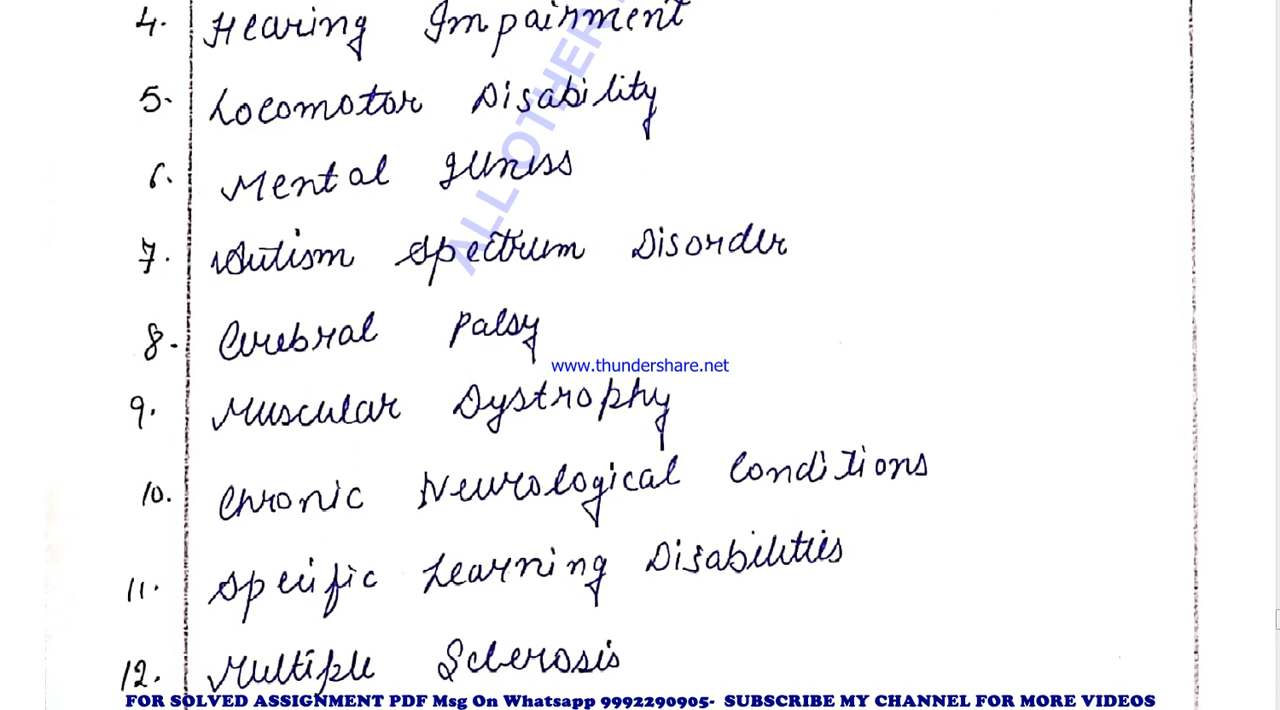 4. Hearing Impairment
5. Locomotor Disability
6. Mental Illness
7. Autism Spectrum Disorder
8. Cerebral Palsy
www.thundershare.net
9. Muscular Dystrophy
10. Chronic Neurological Conditions
11. Specific Learning Disabilities
12. Multiple Sclerosis
ALL OTHER
FOR SOLVED ASSIGNMENT PDF Msg On Whatsapp 9992290905- SUBSCRIBE MY CHANNEL FOR MORE VIDEOS